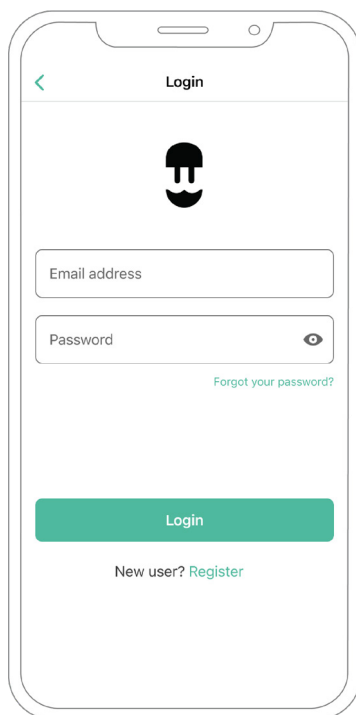 Login
Email address
Password
Forgot your password?
Login
New user? Register